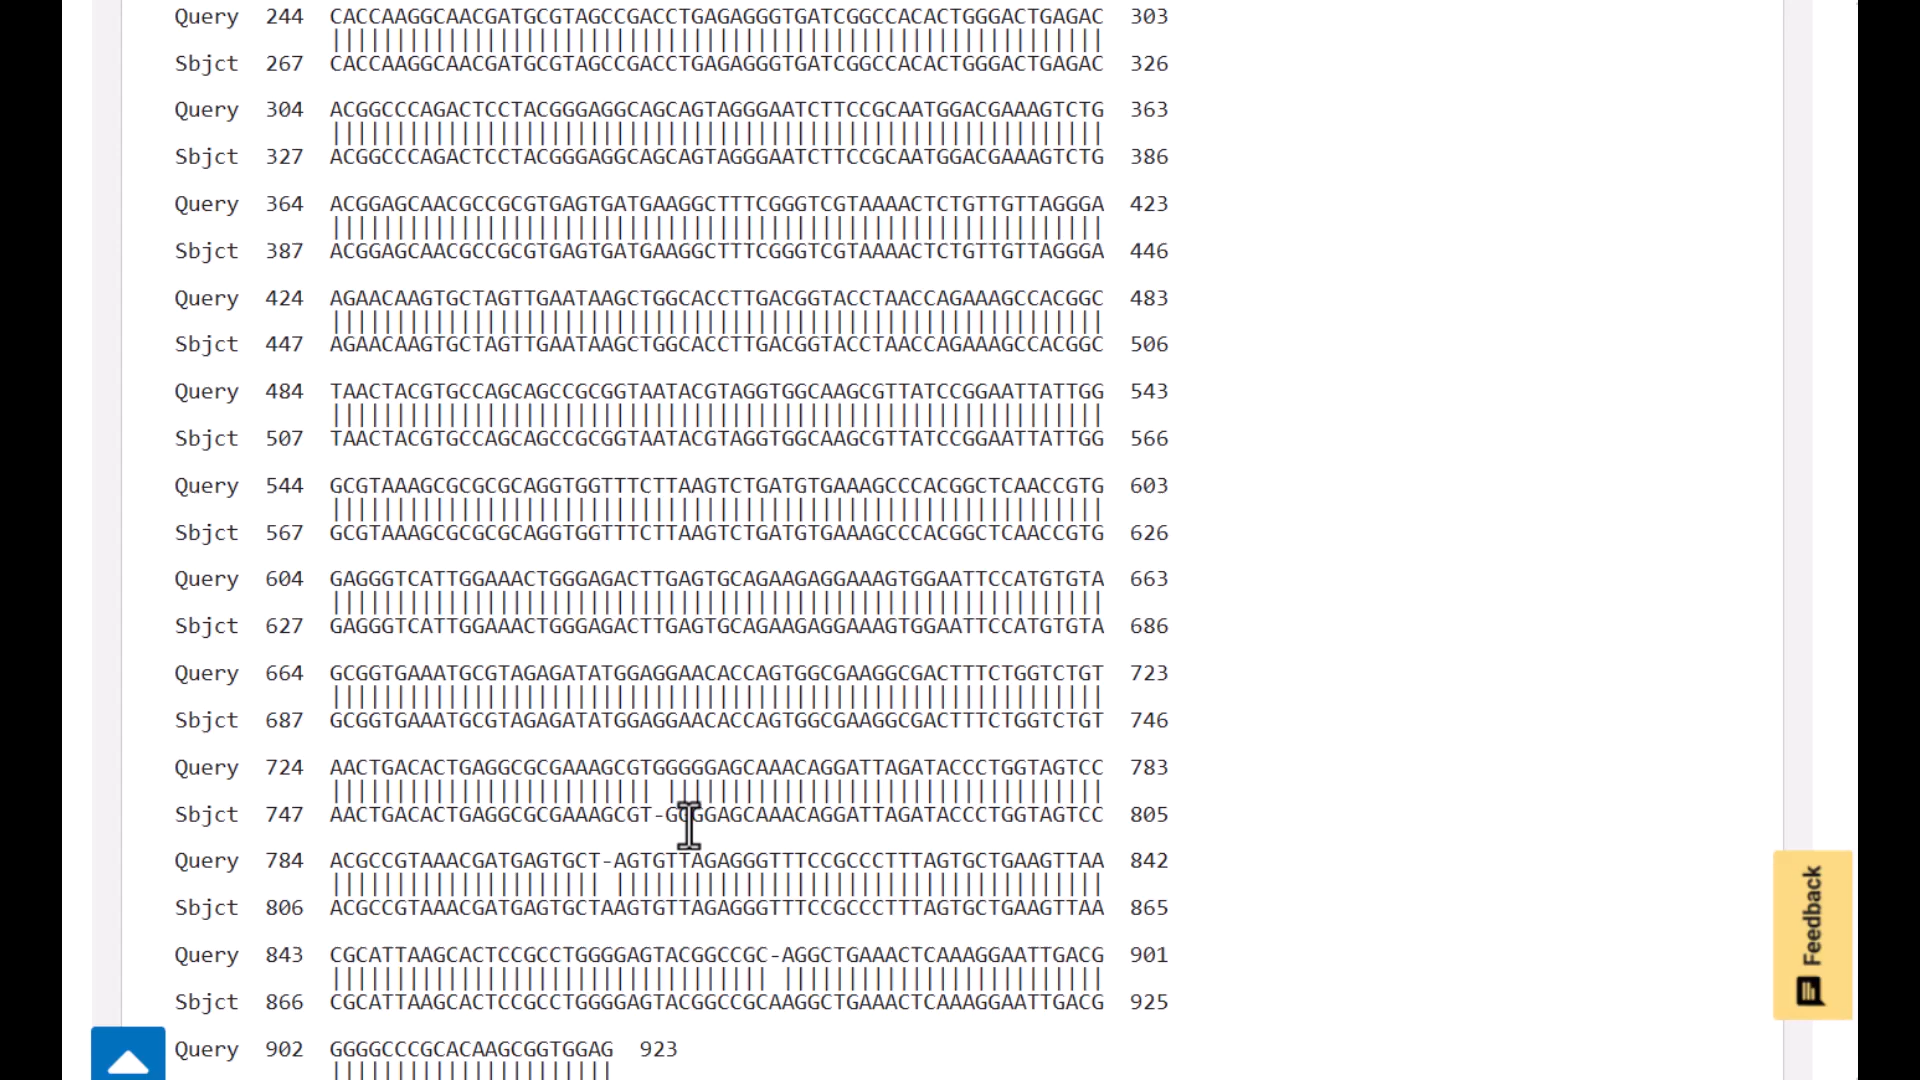 Query 244 CACCAAGGCAACGATGCGTAGCCGACCTGAGAGGGTGATCGGCCACACTGGGACTGAGAC 303
||||||||||||||||||||||||||||||||||||||||||||||||||||||||||||
Sbjct 267 CACCAAGGCAACGATGCGTAGCCGACCTGAGAGGGTGATCGGCCACACTGGGACTGAGAC 326
Query 304 ACGGCCCAGACTCCTACGGGAGGCAGCAGTAGGGAATCTTCCGCAATGGACGAAAGTCTG 363
||||||||||||||||||||||||||||||||||||||||||||||||||||||||||||
Sbjct 327 ACGGCCCAGACTCCTACGGGAGGCAGCAGTAGGGAATCTTCCGCAATGGACGAAAGTCTG 386
Query 364 ACGGAGCAACGCCGCGTGAGTGATGAAGGCTTTCGGGTCGTAAAACTCTGTTGTTAGGGA 423
||||||||||||||||||||||||||||||||||||||||||||||||||||||||||||
Sbjct 387 ACGGAGCAACGCCGCGTGAGTGATGAAGGCTTTCGGGTCGTAAAACTCTGTTGTTAGGGA 446
Query 424 AGAACAAGTGCTAGTTGAATAAGCTGGCACCTTGACGGTACCTAACCAGAAAGCCACGGC 483
||||||||||||||||||||||||||||||||||||||||||||||||||||||||||||
Sbjct 447 AGAACAAGTGCTAGTTGAATAAGCTGGCACCTTGACGGTACCTAACCAGAAAGCCACGGC 506
Query 484 TAACTACGTGCCAGCAGCCGCGGTAATACGTAGGTGGCAAGCGTTATCCGGAATTATTGG 543
||||||||||||||||||||||||||||||||||||||||||||||||||||||||||||
Sbjct 507 TAACTACGTGCCAGCAGCCGCGGTAATACGTAGGTGGCAAGCGTTATCCGGAATTATTGG 566
Query 544 GCGTAAAGCGCGCGCAGGTGGTTTCTTAAGTCTGATGTGAAAGCCCACGGCTCAACCGTG 603
||||||||||||||||||||||||||||||||||||||||||||||||||||||||||||
Sbjct 567 GCGTAAAGCGCGCGCAGGTGGTTTCTTAAGTCTGATGTGAAAGCCCACGGCTCAACCGTG 626
Query 604 GAGGGTCATTGGAAACTGGGAGACTTGAGTGCAGAAGAGGAAAGTGGAATTCCATGTGTA 663
||||||||||||||||||||||||||||||||||||||||||||||||||||||||||||
Sbjct 627 GAGGGTCATTGGAAACTGGGAGACTTGAGTGCAGAAGAGGAAAGTGGAATTCCATGTGTA 686
Query 664 GCGGTGAAATGCGTAGAGATATGGAGGAACACCAGTGGCGAAGGCGACTTTCTGGTCTGT 723
||||||||||||||||||||||||||||||||||||||||||||||||||||||||||||
Sbjct 687 GCGGTGAAATGCGTAGAGATATGGAGGAACACCAGTGGCGAAGGCGACTTTCTGGTCTGT 746
Query 724 AACTGACACTGAGGCGCGAAAGCGTGGGGGAGCAAACAGGATTAGATACCCTGGTAGTCC 783
||||||||||||||||||||||||| ||||||||||||||||||||||||||||||||||
Sbjct 747 AACTGACACTGAGGCGCGAAAGCGT-GGGGAGCAAACAGGATTAGATACCCTGGTAGTCC 805
Query 784 ACGCCGTAAACGATGAGTGCT-AGTGTTAGAGGGTTTCCGCCCTTTAGTGCTGAAGTTAA 842
||||||||||||||||||||| ||||||||||||||||||||||||||||||||||||||
Sbjct 806 ACGCCGTAAACGATGAGTGCTAAGTGTTAGAGGGTTTCCGCCCTTTAGTGCTGAAGTTAA 865
Query 843 CGCATTAAGCACTCCGCCTGGGGAGTACGGCCGC-AGGCTGAAACTCAAAGGAATTGACG 901
|||||||||||||||||||||||||||||||||| |||||||||||||||||||||||||
Sbjct 866 CGCATTAAGCACTCCGCCTGGGGAGTACGGCCGCAAGGCTGAAACTCAAAGGAATTGACG 925
Query 902 GGGGCCCGCACAAGCGGTGGAG 923
||||||||||||||||||||||
Feedback